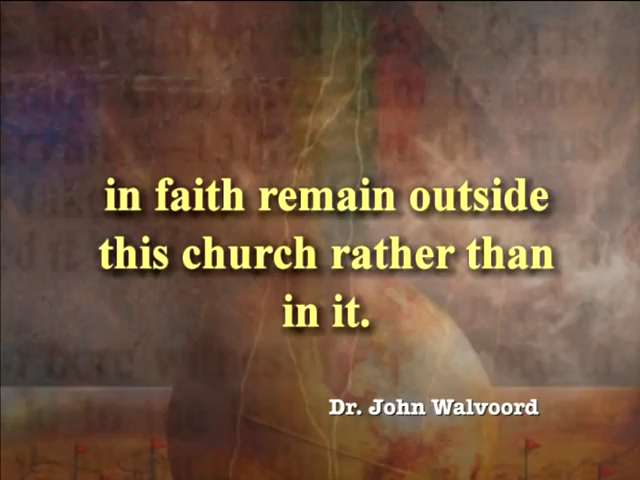 in faith remain outside
this church rather than
in it.
Dr. John Walvoord